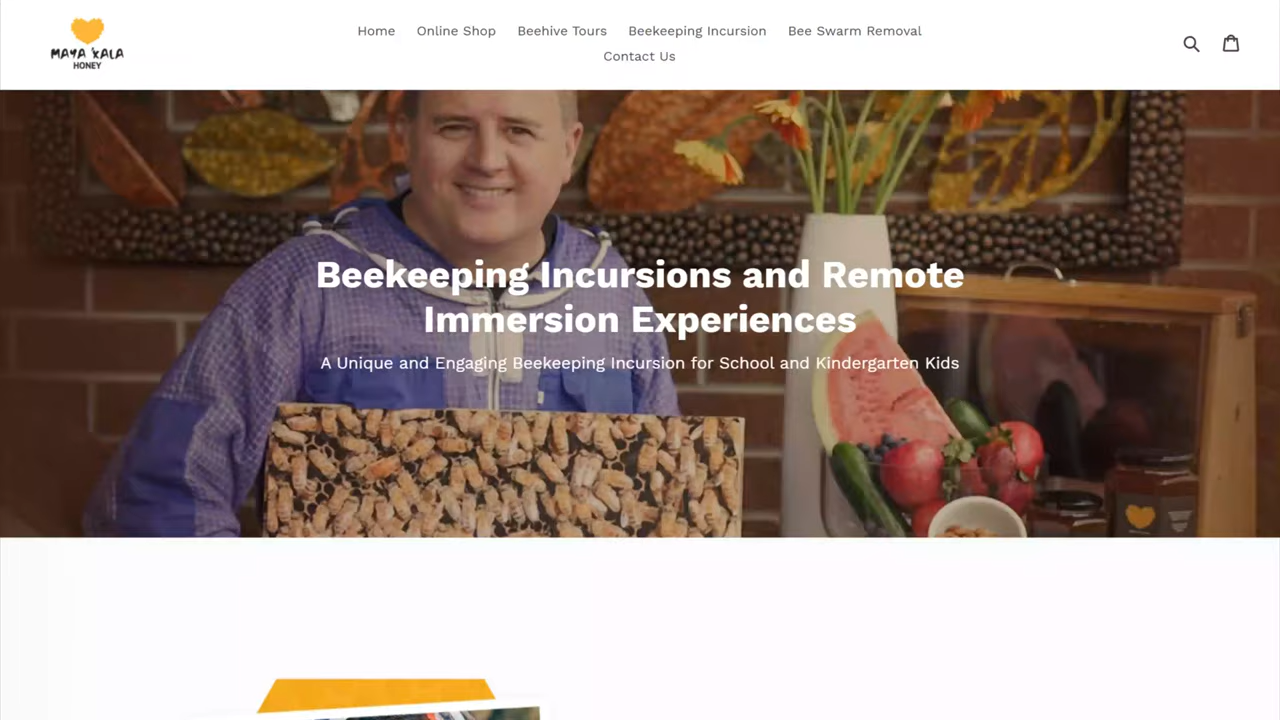 MAYA KALA
HONEY
Home Online Shop Beehive Tours Beekeeping Incursion Bee Swarm Removal
Contact Us
Beekeeping Incursions and Remote
Immersion Experiences
A Unique and Engaging Beekeeping Incursion for School and Kindergarten Kids